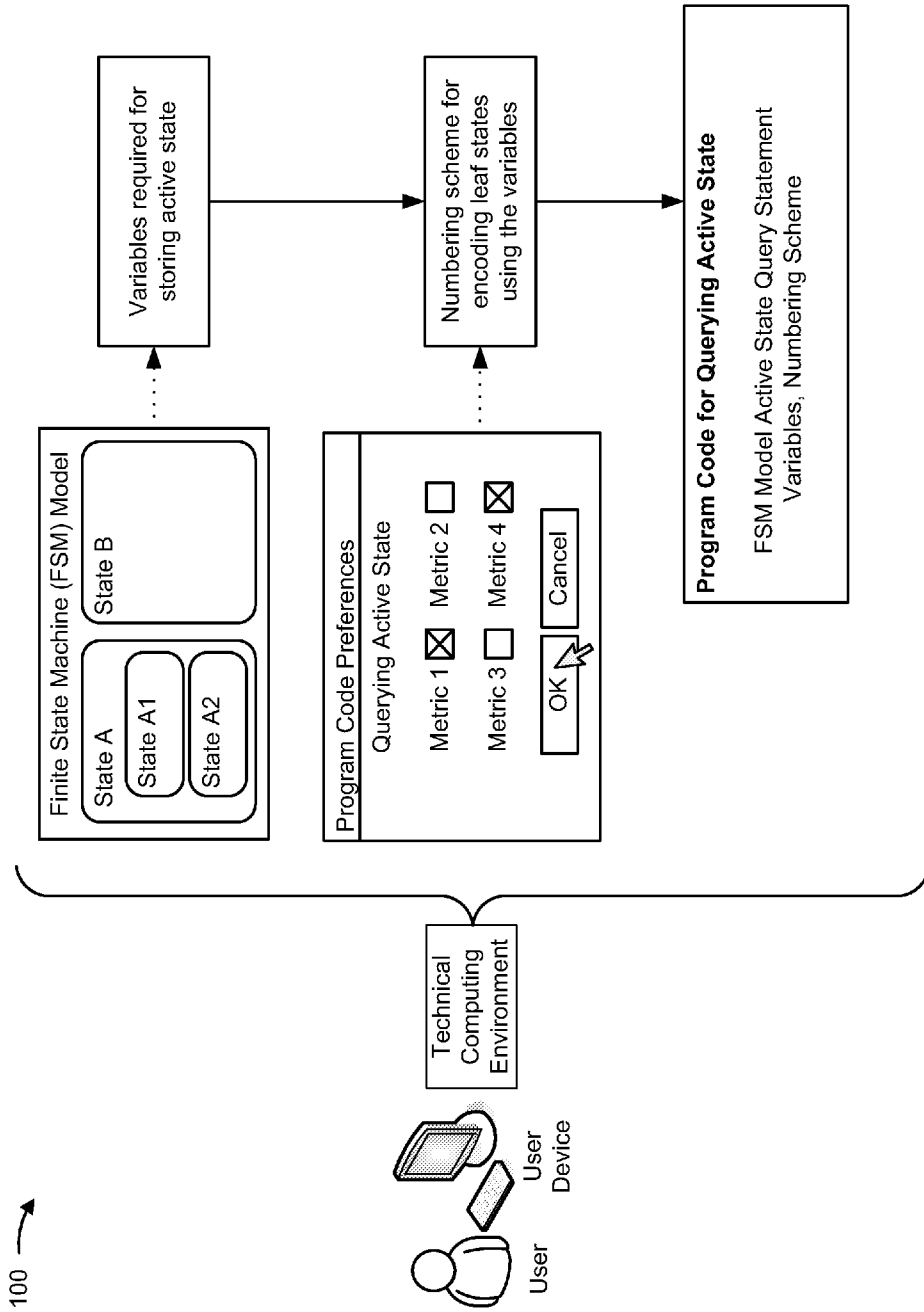 100
User
User
Device
Technical
Computing
Environment
Finite State Machine (FSM) Model
State A
State A1
State A2
State B
Variables required for
storing active state
Program Code Preferences
Querying Active State
Metric 1
Metric 2
Metric 3
Metric 4
OK
Cancel
Numbering scheme for
encoding leaf states
using the variables
Program Code for Querying Active State
FSM Model Active State Query Statement
Variables, Numbering Scheme